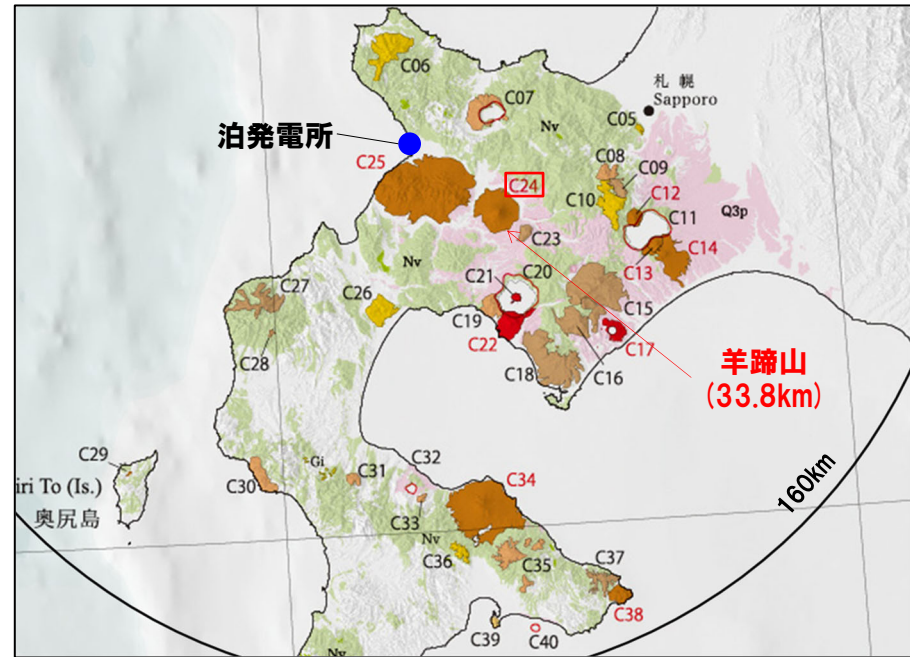 C06
C07
札幌
Sapporo
Nv
C05
泊発電所
C25
C08
C09
C24
C10
C12
C11
Q3p
C23
C13
C14
Nv
C21
C20
C27
C26
C15
C19
C22
C17
C28
C18
C16
羊蹄山
(33.8km)
C29
iri To (Is.)
奥尻島
C30
Gi
C31
C32
C34
C33
Nv
C36
C35
C37
C38
C39
C40
160km
Nv